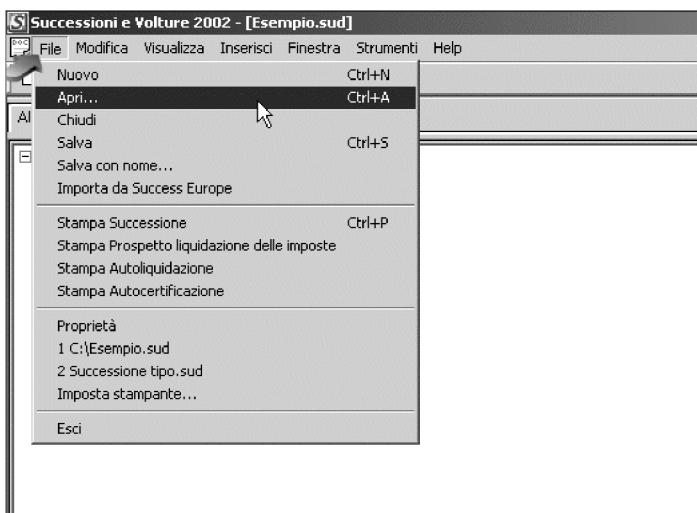 Successioni e Volture 2002 - [Esempio.sud]
File Modifica Visualizza Inserisci Finestra Strumenti Help
Nuovo Ctrl+N
Apri... Ctrl+A
Chiudi
Salva Ctrl+S
Salva con nome...
Importa da Success Europe
Stampa Successione Ctrl+P
Stampa Prospetto liquidazione delle imposte
Stampa Autoliquidazione
Stampa Autocertificazione
Proprietà
1 C:\Esempio.sud
2 Successione tipo.sud
Imposta stampante...
Esci